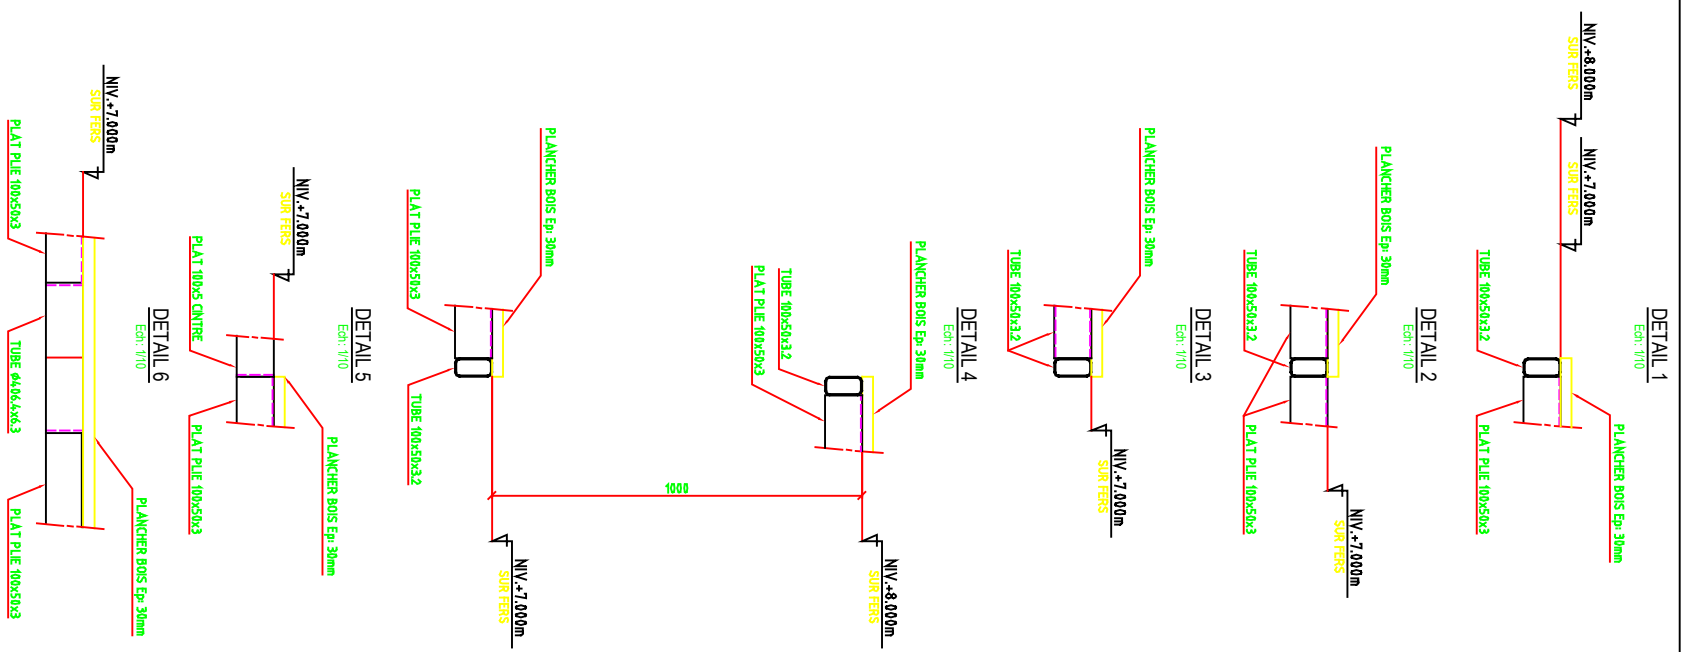 DETAIL 1
Ech: 1/10
NIV.+8.000m
SUR FERS
NIV.+7.000m
SUR FERS
TUBE 100x50x3.2
PLAT PLIE 100x50x3
PLANCHER BOIS Ep: 30mm
DETAIL 2
Ech: 1/10
PLANCHER BOIS Ep: 30mm
TUBE 100x50x3.2
PLAT PLIE 100x50x3
NIV.+7.000m
SUR FERS
DETAIL 3
Ech: 1/10
PLANCHER BOIS Ep: 30mm
TUBE 100x50x3.2
NIV.+7.000m
SUR FERS
DETAIL 4
Ech: 1/10
PLANCHER BOIS Ep: 30mm
TUBE 100x50x3.2
PLAT PLIE 100x50x3
NIV.+8.000m
SUR FERS
1000
PLANCHER BOIS Ep: 30mm
PLAT PLIE 100x50x3
TUBE 100x50x3.2
NIV.+7.000m
SUR FERS
DETAIL 5
Ech: 1/10
NIV.+7.000m
SUR FERS
PLAT 100x5 CINTRE
PLAT PLIE 100x50x3
PLANCHER BOIS Ep: 30mm
DETAIL 6
Ech: 1/10
NIV.+7.000m
SUR FERS
PLAT PLIE 100x50x3
TUBE ø406.4x6.3
PLAT PLIE 100x50x3
PLANCHER BOIS Ep: 30mm